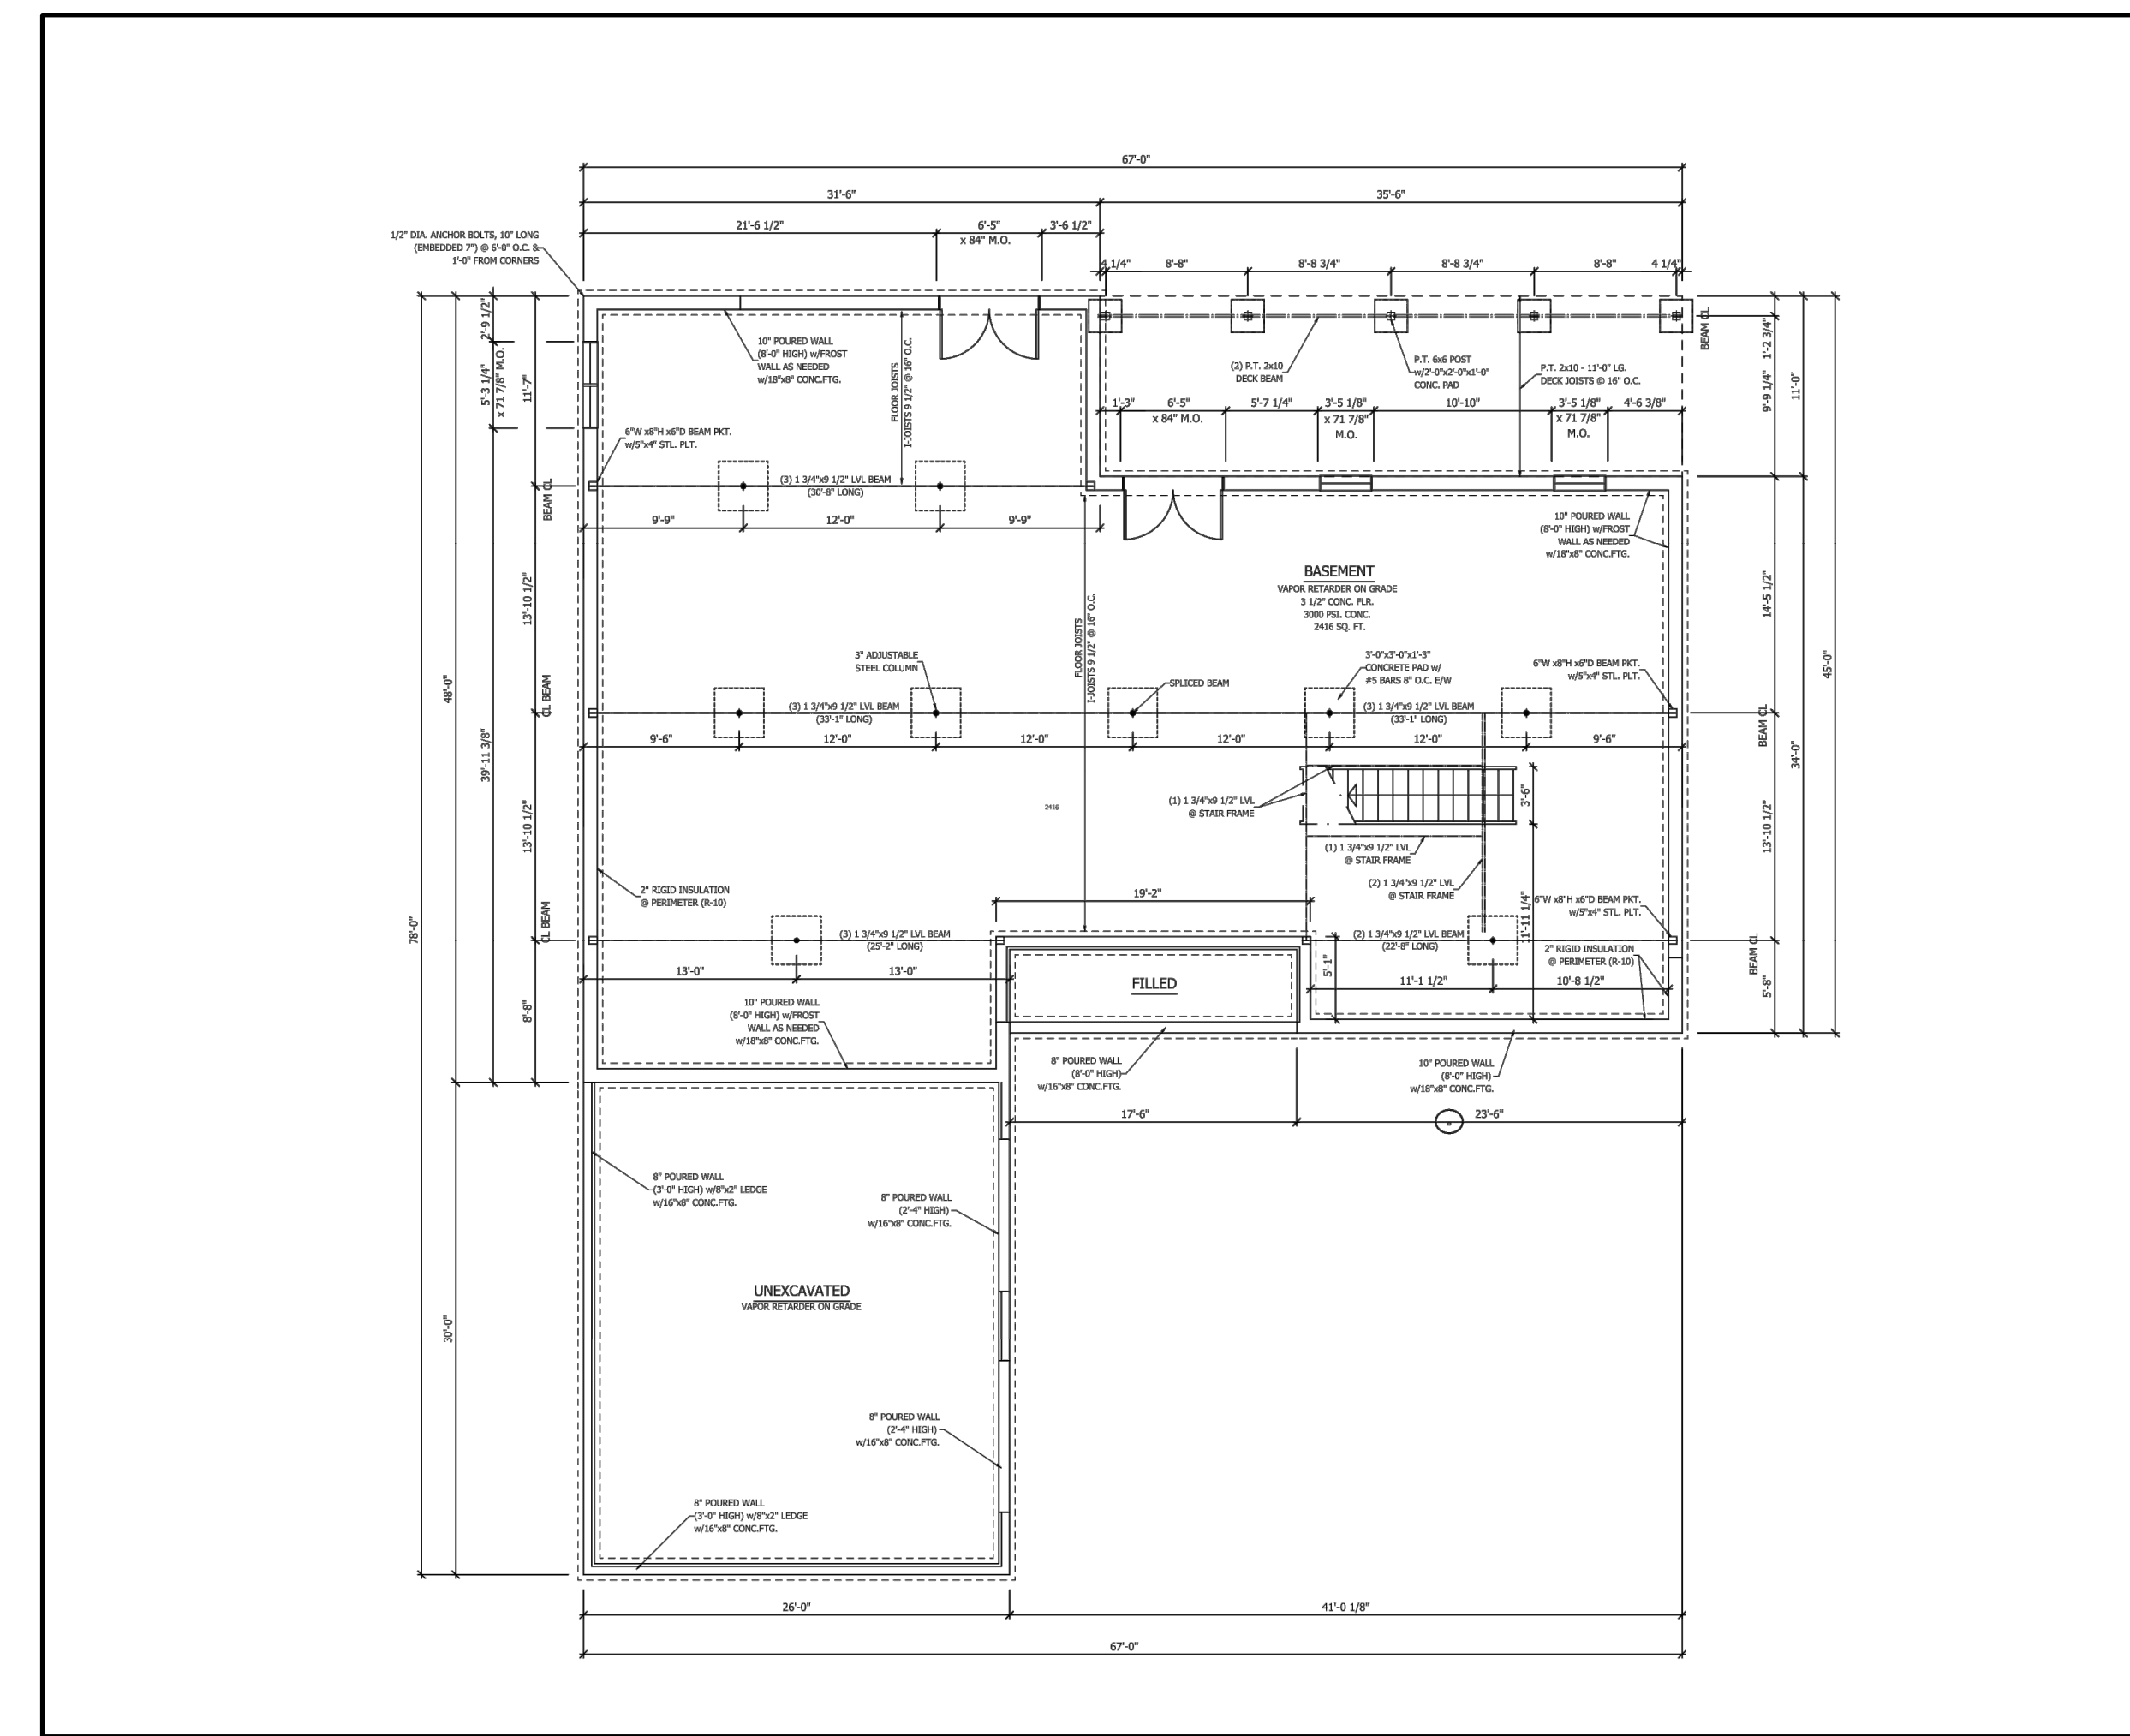 67'-0"
31'-6"
35'-6"
21'-6 1/2"
6'-5"
x 84" M.O.
3'-6 1/2"
1/2" DIA. ANCHOR BOLTS, 10" LONG
(EMBEDDED 7") @ 6'-0" O.C. &
1'-0" FROM CORNERS
4 1/4"
8'-8"
8'-8 3/4"
8'-8 3/4"
8'-8"
4 1/4"
2'-9 1/2"
5'-3 1/4"
x 71 7/8" M.O.
11'-7"
10" POURED WALL
(8'-0" HIGH) w/FROST
WALL AS NEEDED
w/18"x8" CONC.FTG.
FLOOR JOISTS
I-JOISTS 9 1/2" @ 16" O.C.
(2) P.T. 2x10
DECK BEAM
P.T. 6x6 POST
w/2'-0"x2'-0"x1'-0"
CONC. PAD
P.T. 2x10 - 11'-0" LG.
DECK JOISTS @ 16" O.C.
BEAM CL
1'-2 3/4"
9'-9 1/4"
11'-0"
1'-3"
6'-5"
x 84" M.O.
5'-7 1/4"
3'-5 1/8"
x 71 7/8"
M.O.
10'-10"
3'-5 1/8"
x 71 7/8"
M.O.
4'-6 3/8"
6"W x8"H x6"D BEAM PKT.
w/5"x4" STL. PLT.
(3) 1 3/4"x9 1/2" LVL BEAM
(30'-8" LONG)
BEAM CL
9'-9"
12'-0"
9'-9"
10" POURED WALL
(8'-0" HIGH) w/FROST
WALL AS NEEDED
w/18"x8" CONC.FTG.
BASEMENT
VAPOR RETARDER ON GRADE
3 1/2" CONC. FLR.
3000 PSI. CONC.
2416 SQ. FT.
13'-10 1/2"
14'-5 1/2"
FLOOR JOISTS
I-JOISTS 9 1/2" @ 16" O.C.
3" ADJUSTABLE
STEEL COLUMN
SPLICED BEAM
3'-0"x3'-0"x1'-3"
CONCRETE PAD w/
#5 BARS 8" O.C. E/W
6"W x8"H x6"D BEAM PKT.
w/5"x4" STL. PLT.
48'-0"
45'-0"
CL BEAM
(3) 1 3/4"x9 1/2" LVL BEAM
(33'-1" LONG)
(3) 1 3/4"x9 1/2" LVL BEAM
(33'-1" LONG)
BEAM CL
9'-6"
12'-0"
12'-0"
12'-0"
12'-0"
9'-6"
39'-11 3/8"
34'-0"
2416
(1) 1 3/4"x9 1/2" LVL
@ STAIR FRAME
3'-6"
13'-10 1/2"
13'-10 1/2"
(1) 1 3/4"x9 1/2" LVL
@ STAIR FRAME
(2) 1 3/4"x9 1/2" LVL
@ STAIR FRAME
2" RIGID INSULATION
@ PERIMETER (R-10)
19'-2"
11'-11 1/4"
6"W x8"H x6"D BEAM PKT.
w/5"x4" STL. PLT.
78'-0"
CL BEAM
(3) 1 3/4"x9 1/2" LVL BEAM
(25'-2" LONG)
(2) 1 3/4"x9 1/2" LVL BEAM
(22'-8" LONG)
2" RIGID INSULATION
@ PERIMETER (R-10)
BEAM CL
13'-0"
13'-0"
FILLED
5'-1"
11'-1 1/2"
10'-8 1/2"
5'-8"
8'-8"
10" POURED WALL
(8'-0" HIGH) w/FROST
WALL AS NEEDED
w/18"x8" CONC.FTG.
8" POURED WALL
(8'-0" HIGH)
w/16"x8" CONC.FTG.
10" POURED WALL
(8'-0" HIGH)
w/18"x8" CONC.FTG.
17'-6"
23'-6"
8" POURED WALL
(3'-0" HIGH) w/8"x2" LEDGE
w/16"x8" CONC.FTG.
8" POURED WALL
(2'-4" HIGH)
w/16"x8" CONC.FTG.
UNEXCAVATED
VAPOR RETARDER ON GRADE
30'-0"
8" POURED WALL
(2'-4" HIGH)
w/16"x8" CONC.FTG.
8" POURED WALL
(3'-0" HIGH) w/8"x2" LEDGE
w/16"x8" CONC.FTG.
26'-0"
41'-0 1/8"
67'-0"